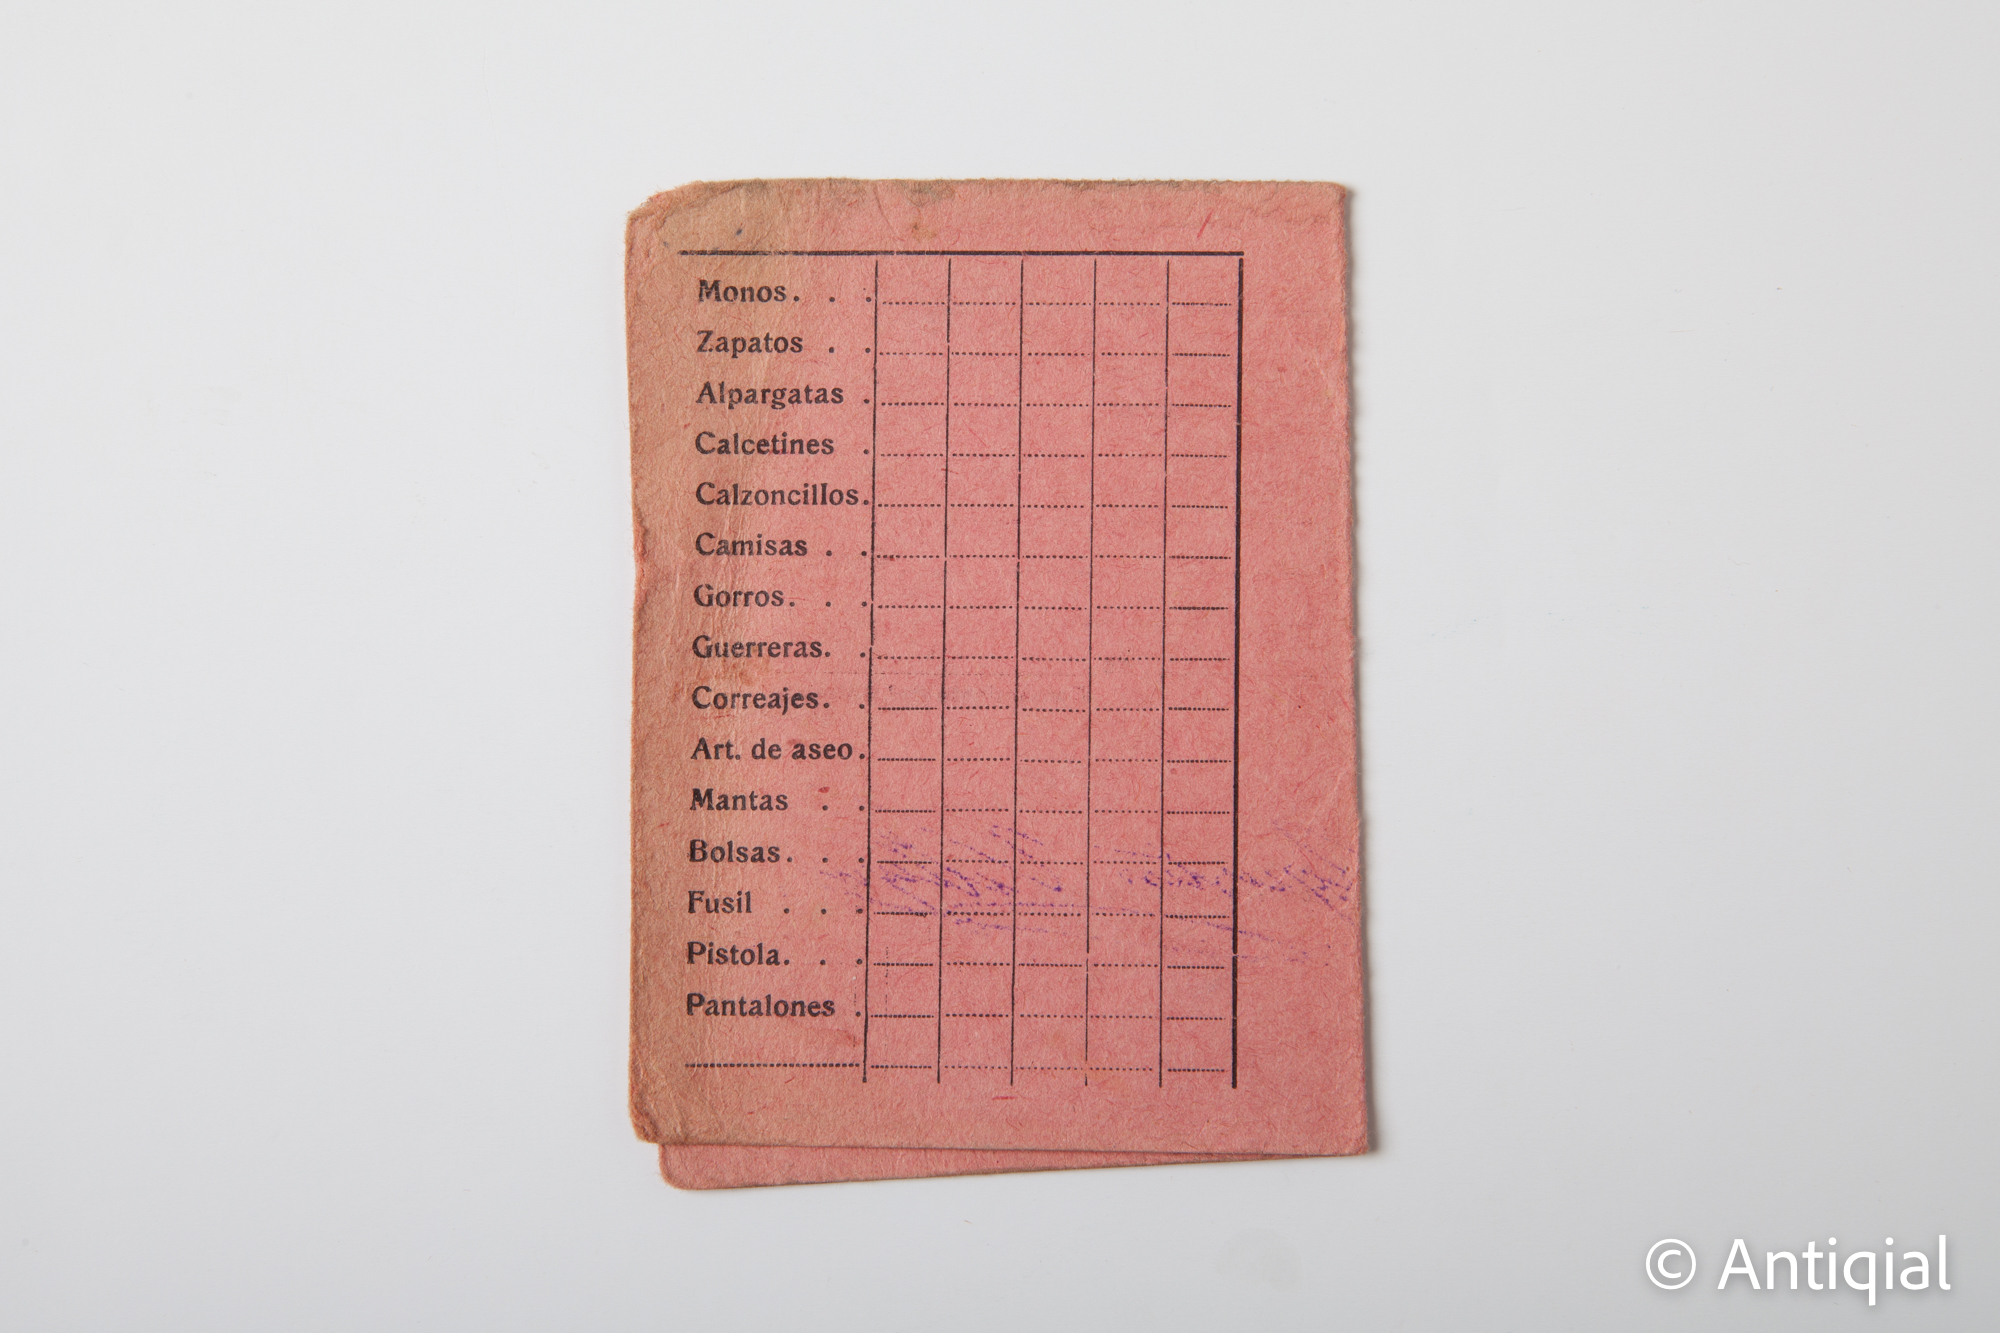 Monos. . .
Zapatos . .
Alpargatas .
Calcetines .
Calzoncillos.
Camisas . .
Gorros. . .
Guerreras. .
Correajes. .
Art. de aseo.
Mantas . .
Bolsas. . .
Fusil . . .
Pistola. . .
Pantalones .
© Antiqial